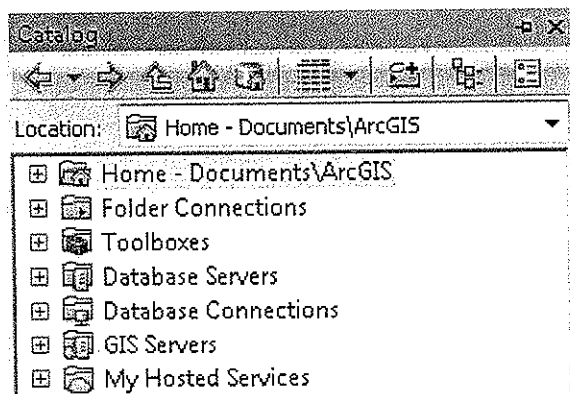 Catalog
Location: Home - Documents\ArcGIS
Home - Documents\ArcGIS
Folder Connections
Toolboxes
Database Servers
Database Connections
GIS Servers
My Hosted Services